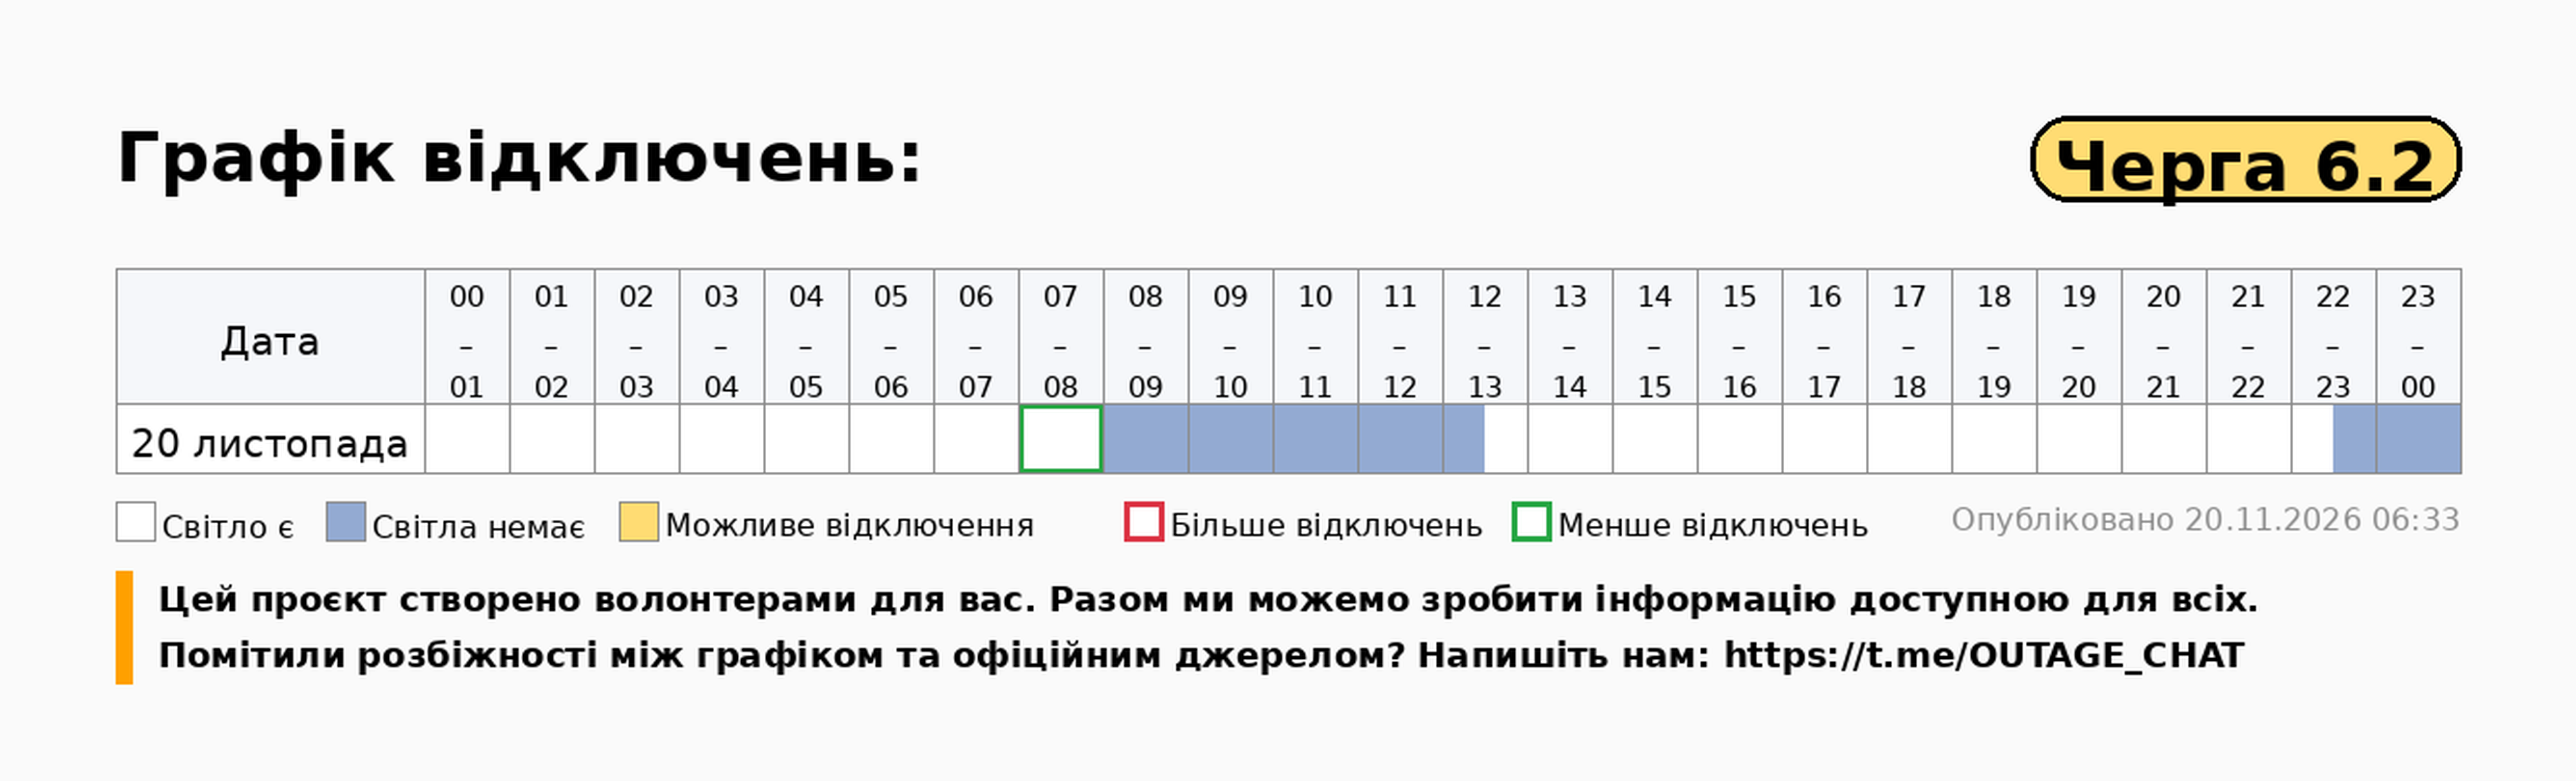 Графік відключень:
Черга 6.2
Дата
00 – 01
01 – 02
02 – 03
03 – 04
04 – 05
05 – 06
06 – 07
07 – 08
08 – 09
09 – 10
10 – 11
11 – 12
12 – 13
13 – 14
14 – 15
15 – 16
16 – 17
17 – 18
18 – 19
19 – 20
20 – 21
21 – 22
22 – 23
23 – 00
20 листопада
Світло є
Світла немає
Можливе відключення
Більше відключень
Менше відключень
Опубліковано 20.11.2026 06:33
Цей проєкт створено волонтерами для вас. Разом ми можемо зробити інформацію доступною для всіх.
Помітили розбіжності між графіком та офіційним джерелом? Напишіть нам: https://t.me/OUTAGE_CHAT